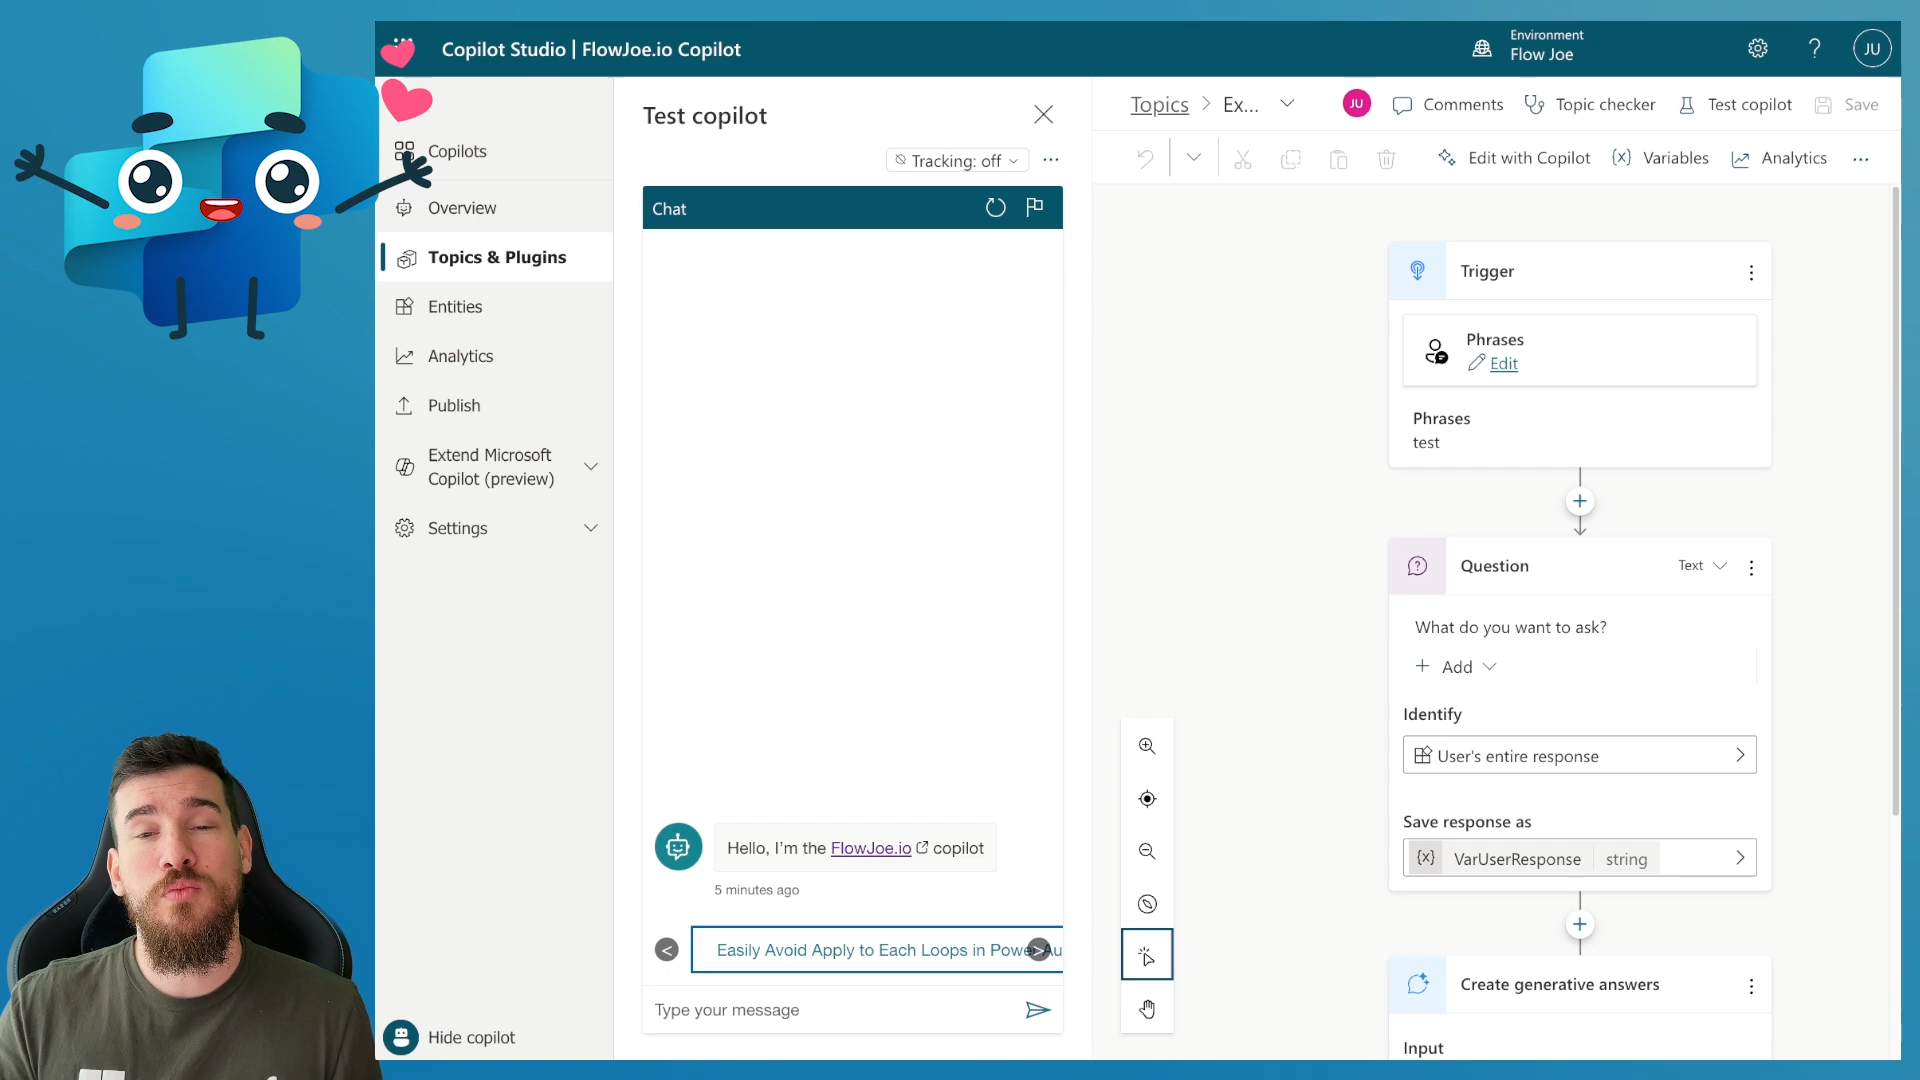 Copilot Studio | FlowJoe.io Copilot
Environment
Flow Joe
JU
Copilots
Overview
Topics & Plugins
Entities
Analytics
Publish
Extend Microsoft
Copilot (preview)
Settings
Hide copilot
Test copilot
Tracking: off
Chat
Hello, I'm the FlowJoe.io copilot
5 minutes ago
Easily Avoid Apply to Each Loops in Power Au
Type your message
Topics > Ex...
JU
Comments
Topic checker
Test copilot
Save
Edit with Copilot
{x} Variables
Analytics
Trigger
Phrases
Edit
Phrases
test
Question
Text
What do you want to ask?
+ Add
Identify
User's entire response
Save response as
{x} VarUserResponse string
Create generative answers
Input